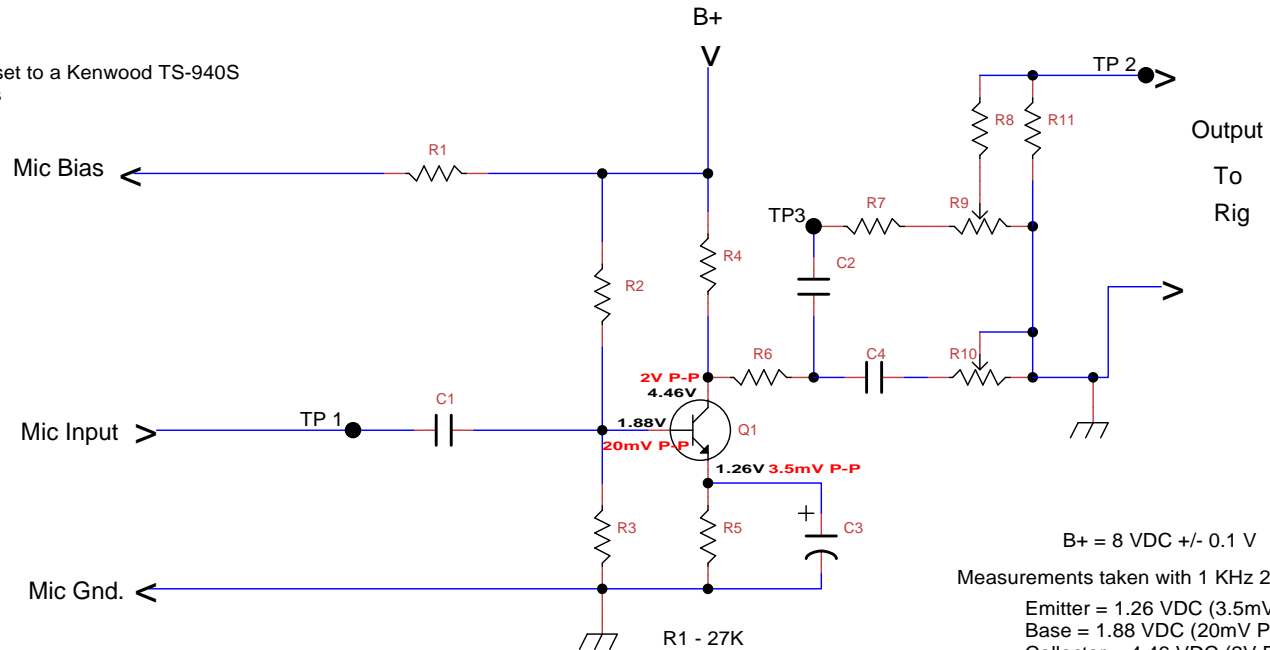 B+
set to a Kenwood TS-940S
TP 2
R8
R11
Output
To
Rig
R1
Mic Bias
TP3
R7
R9
R4
C2
R2
R6
C4
R10
2V P-P
4.46V
C1
TP 1
1.88V
Q1
Mic Input
20mV P-P
1.26V 3.5mV P-P
R3
R5
C3
+
B+ = 8 VDC +/- 0.1 V
Measurements taken with 1 KHz 2
Mic Gnd.
Emitter = 1.26 VDC (3.5mV
Base = 1.88 VDC (20mV P
R1 - 27K